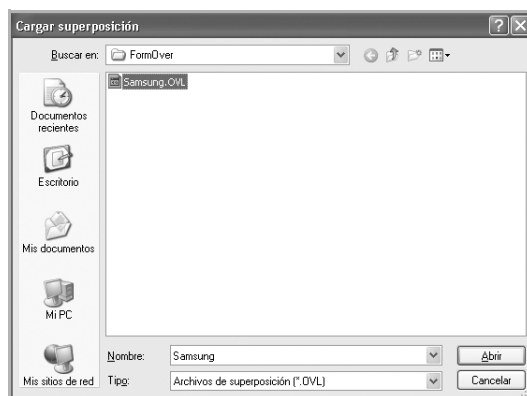 Cargar superposición
Buscar en: FormOver
Samsung.OVL
Documentos
recientes
Escritorio
Mis documentos
Mi PC
Mis sitios de red
Nombre: Samsung Abrir
Tipo: Archivos de superposición (*.OVL) Cancelar